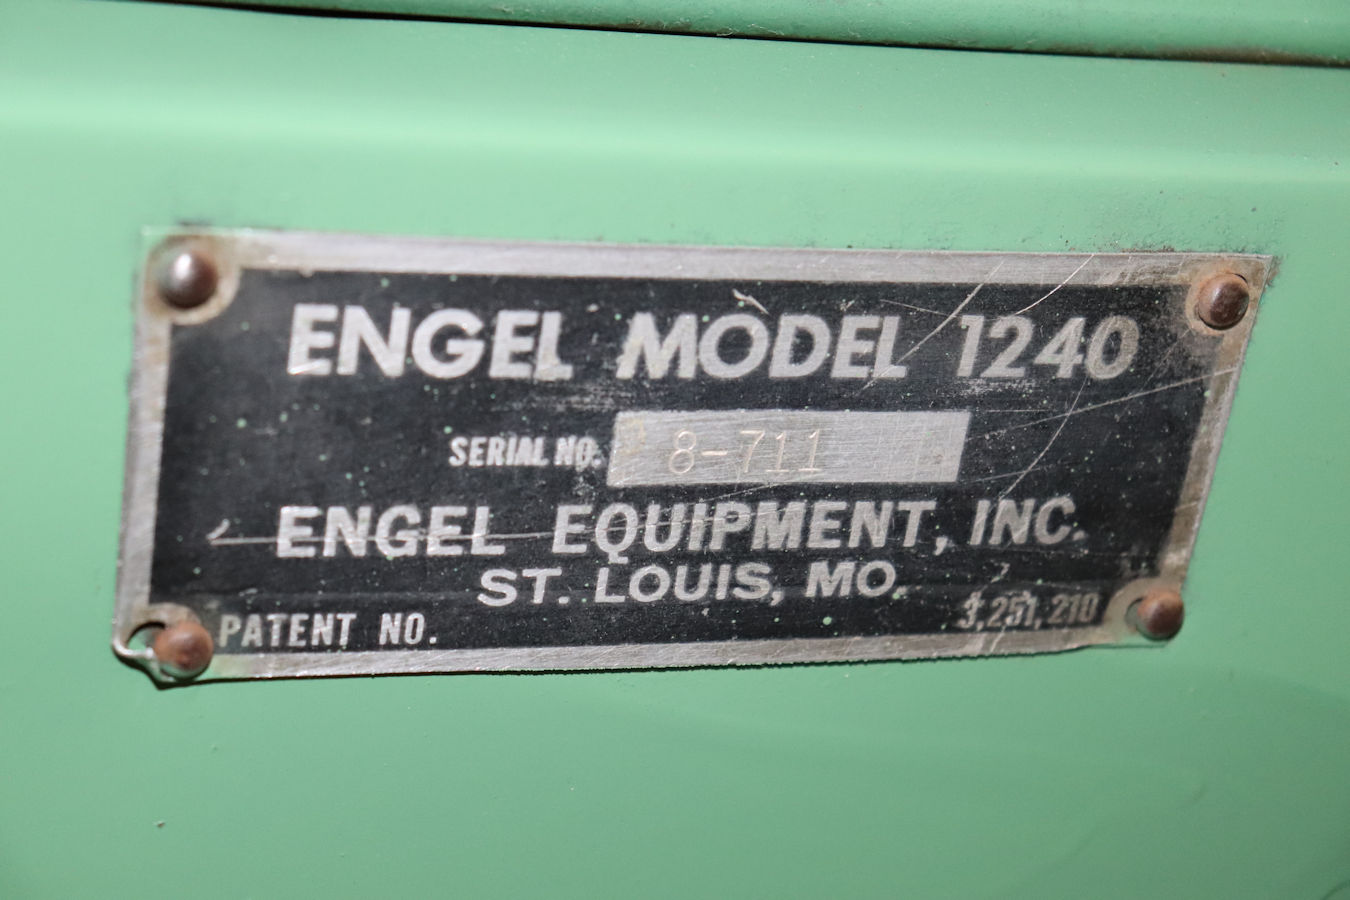 ENGEL MODEL 1240
SERIAL NO. 8-711
ENGEL EQUIPMENT, INC.
ST. LOUIS, MO.
PATENT NO. 3,251,210